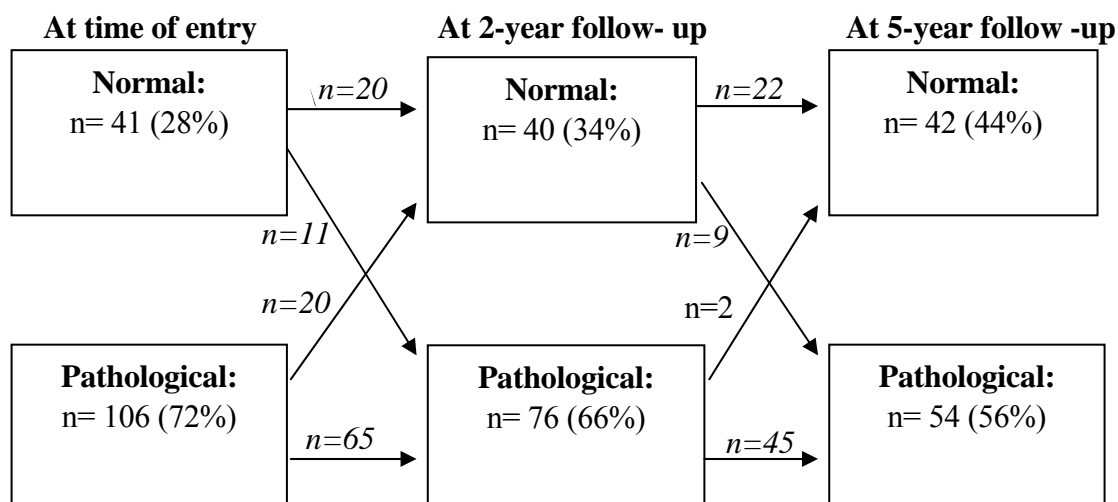 At time of entry
At 2-year follow- up
At 5-year follow -up
Normal:
n= 41 (28%)
n=20
Normal:
n= 40 (34%)
n=22
Normal:
n= 42 (44%)
n=11
n=20
n=9
n=2
Pathological:
n= 106 (72%)
n=65
Pathological:
n= 76 (66%)
n=45
Pathological:
n= 54 (56%)